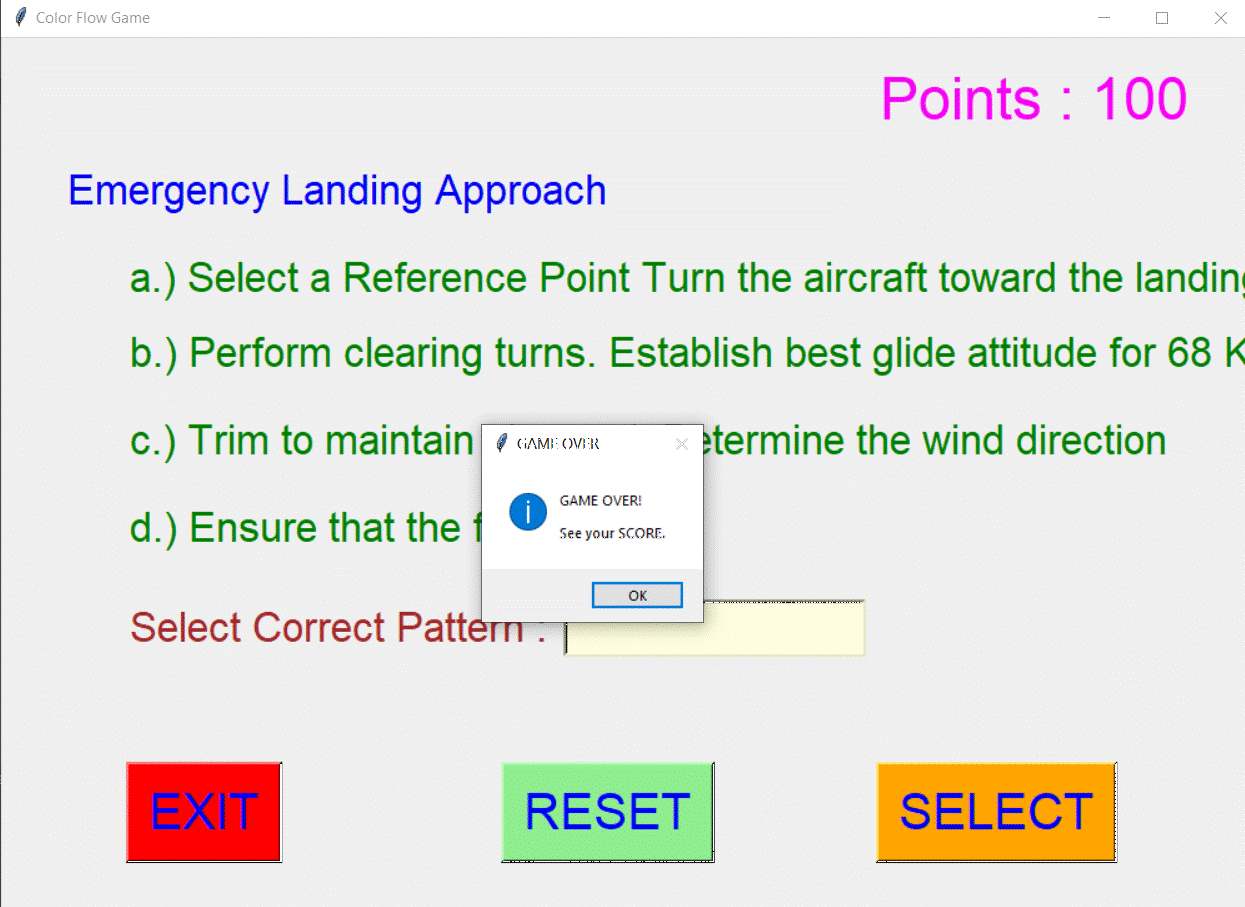 Color Flow Game
Points : 100
Emergency Landing Approach
a.) Select a Reference Point Turn the aircraft toward the landing
b.) Perform clearing turns. Establish best glide attitude for 68 K
c.) Trim to maintain
etermine the wind direction
d.) Ensure that the f
GAME OVER
GAME OVER!
See your SCORE.
OK
Select Correct Pattern :
EXIT
RESET
SELECT